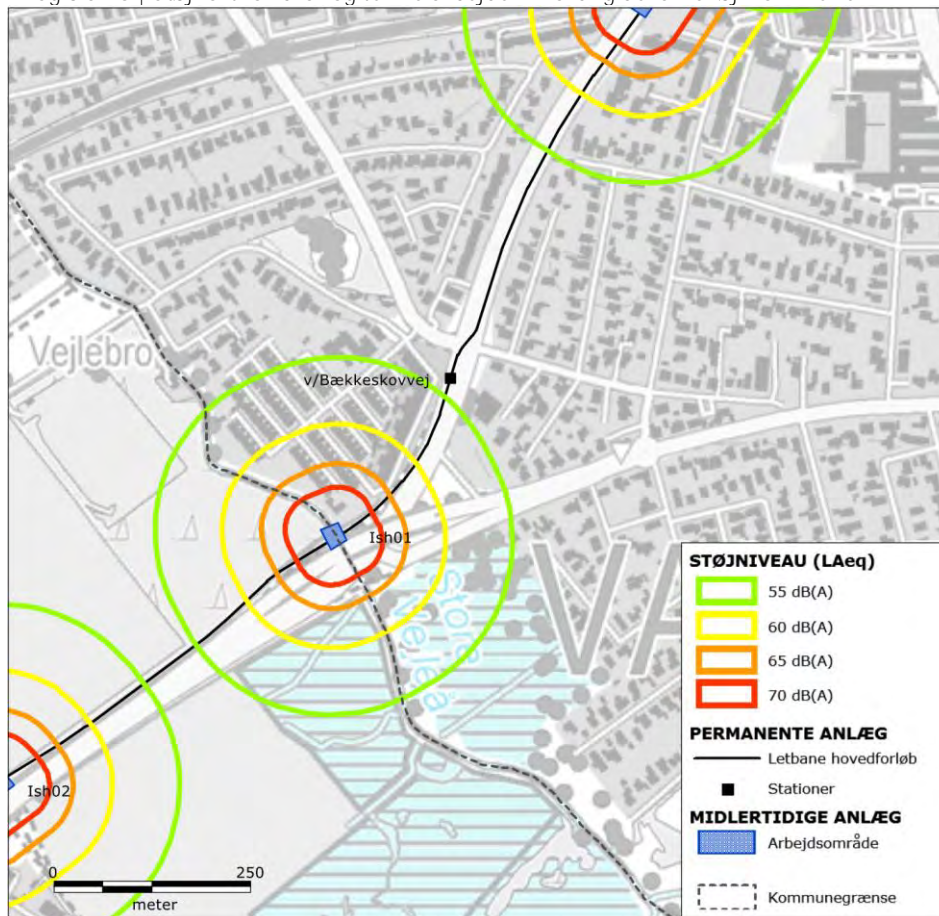 Vejlebro
v/Bækkeskovvej
Ish01
Store
Vejleå
VA
Ish02
0 250
meter
STØJNIVEAU (LAeq)
55 dB(A)
60 dB(A)
65 dB(A)
70 dB(A)
PERMANENTE ANLÆG
Letbane hovedforløb
Stationer
MIDLERTIDIGE ANLÆG
Arbejdsområde
Kommunegrænse